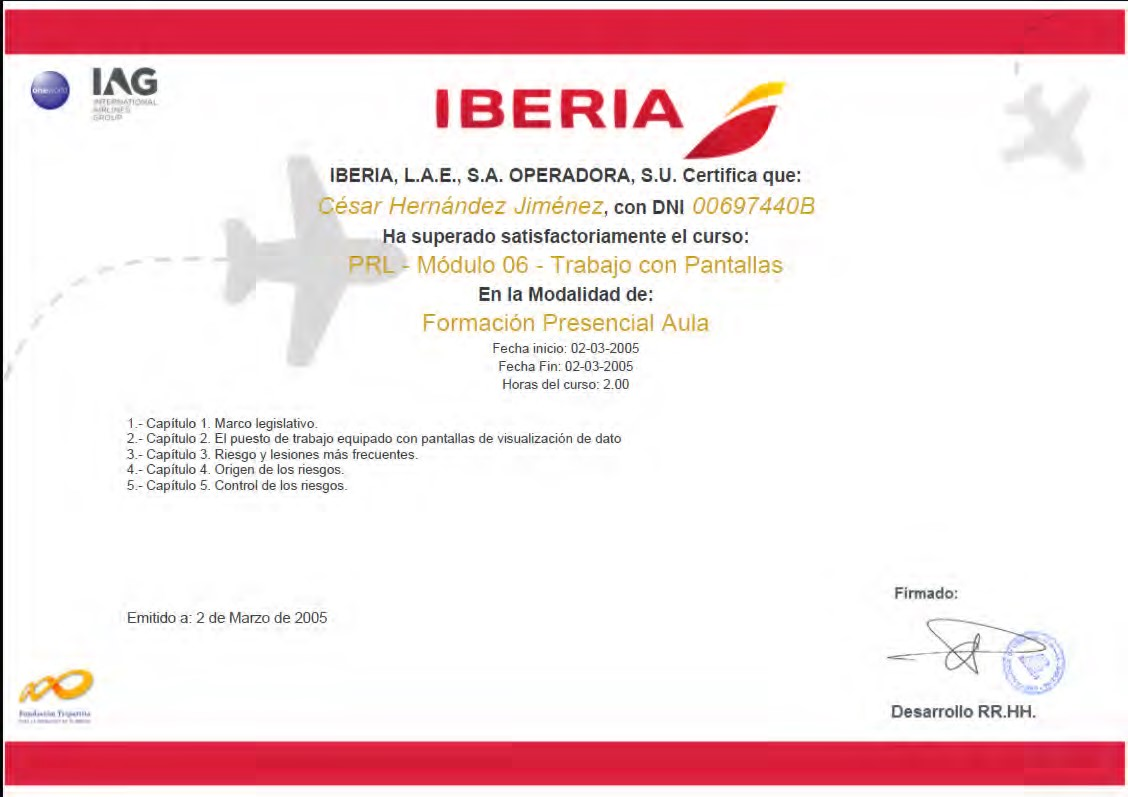 oneworld
IAG
INTERNATIONAL
AIRLINES
GROUP
IBERIA
IBERIA, L.A.E., S.A. OPERADORA, S.U. Certifica que:
César Hernández Jiménez, con DNI 00697440B
Ha superado satisfactoriamente el curso:
PRL - Módulo 06 - Trabajo con Pantallas
En la Modalidad de:
Formación Presencial Aula
Fecha inicio: 02-03-2005
Fecha Fin: 02-03-2005
Horas del curso: 2.00
1.- Capítulo 1. Marco legislativo.
2.- Capítulo 2. El puesto de trabajo equipado con pantallas de visualización de dato
3.- Capítulo 3. Riesgo y lesiones más frecuentes.
4.- Capítulo 4. Origen de los riesgos.
5.- Capítulo 5. Control de los riesgos.
Emitido a: 2 de Marzo de 2005
Firmado:
Desarrollo RR.HH.
Fundación Tripartita